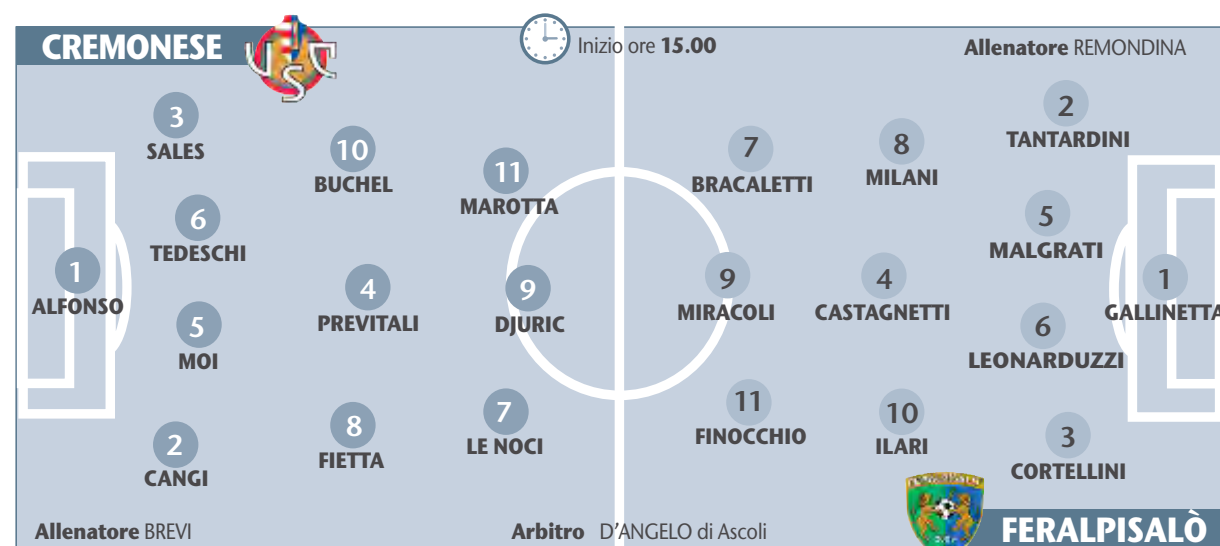 CREMONESE
USC
Inizio ore 15.00
Allenatore REMONDINA
1
ALFONSO
3
SALES
6
TEDESCHI
5
MOI
2
CANGI
10
BUCHEL
4
PREVITALI
8
FIETTA
11
MAROTTA
9
DJURIC
7
LE NOCI
7
BRACALETTI
9
MIRACOLI
11
FINOCCHIO
8
MILANI
4
CASTAGNETTI
10
ILARI
2
TANTARDINI
5
MALGRATI
6
LEONARDUZZI
3
CORTELLINI
1
GALLINETTA
Allenatore BREVI
Arbitro D'ANGELO di Ascoli
FERALPISALÒ